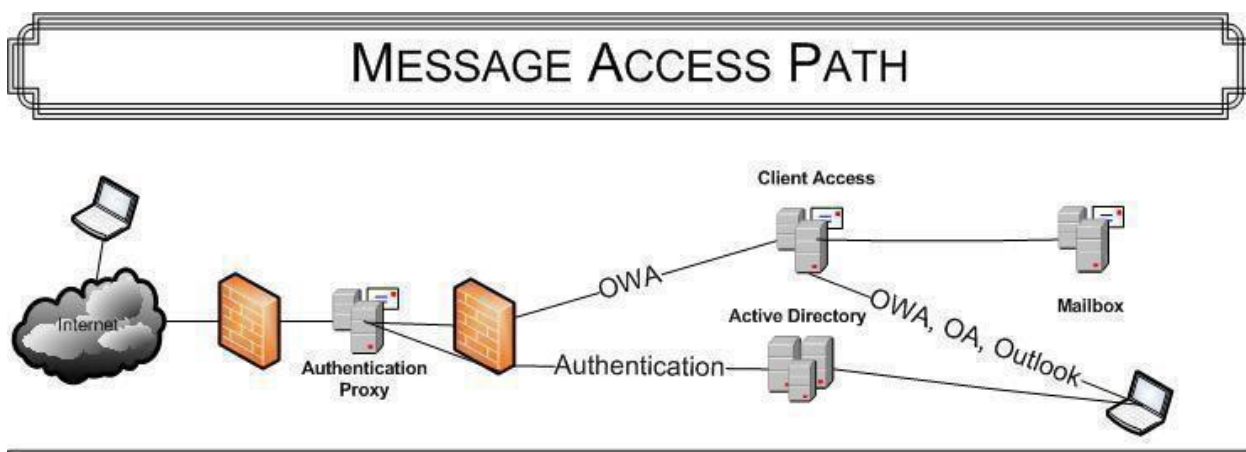 MESSAGE ACCESS PATH
Client Access
OWA
Internet
OWA, OA, Outlook
Mailbox
Active Directory
Authentication
Proxy
Authentication